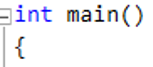 int main()
{